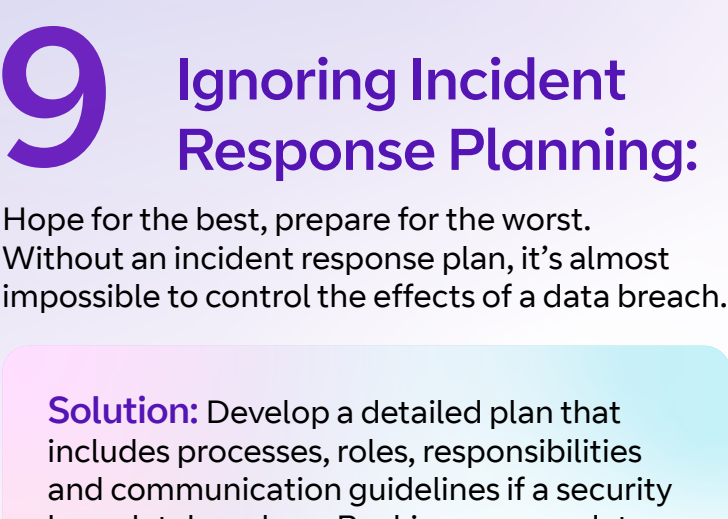 9
Ignoring Incident
Response Planning:
Hope for the best, prepare for the worst.
Without an incident response plan, it’s almost
impossible to control the effects of a data breach.
Solution: Develop a detailed plan that
includes processes, roles, responsibilities
and communication guidelines if a security